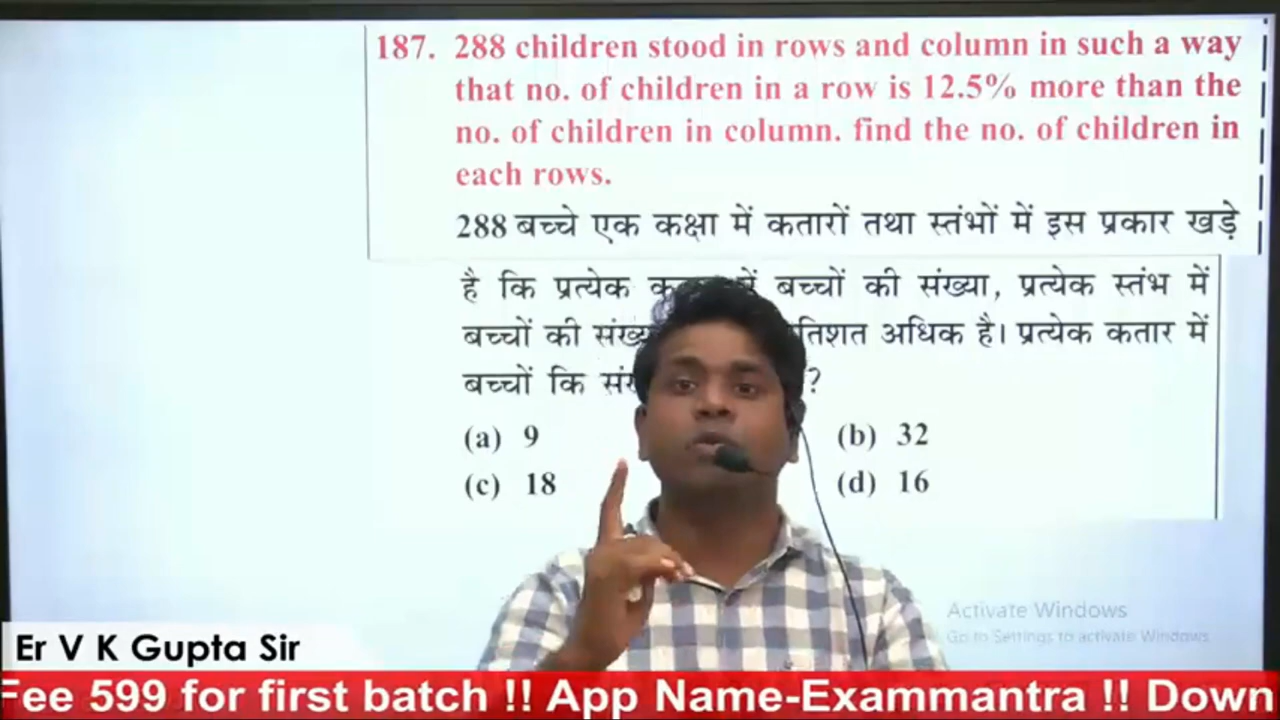 187. 288 children stood in rows and column in such a way
that no. of children in a row is 12.5% more than the
no. of children in column. find the no. of children in
each rows.
288 बच्चे एक कक्षा में कतारों तथा स्तंभों में इस प्रकार खड़े
है कि प्रत्येक में बच्चों की संख्या, प्रत्येक स्तंभ में
बच्चों की अधिक है। प्रत्येक कतार में
बच्चों कि ?
(a) 9 (b) 32
(c) 18 (d) 16
Activate Windows
Go to Settings to activate Windows.
Er V K Gupta Sir
Fee 599 for first batch !! App Name-Exammantra !! Down